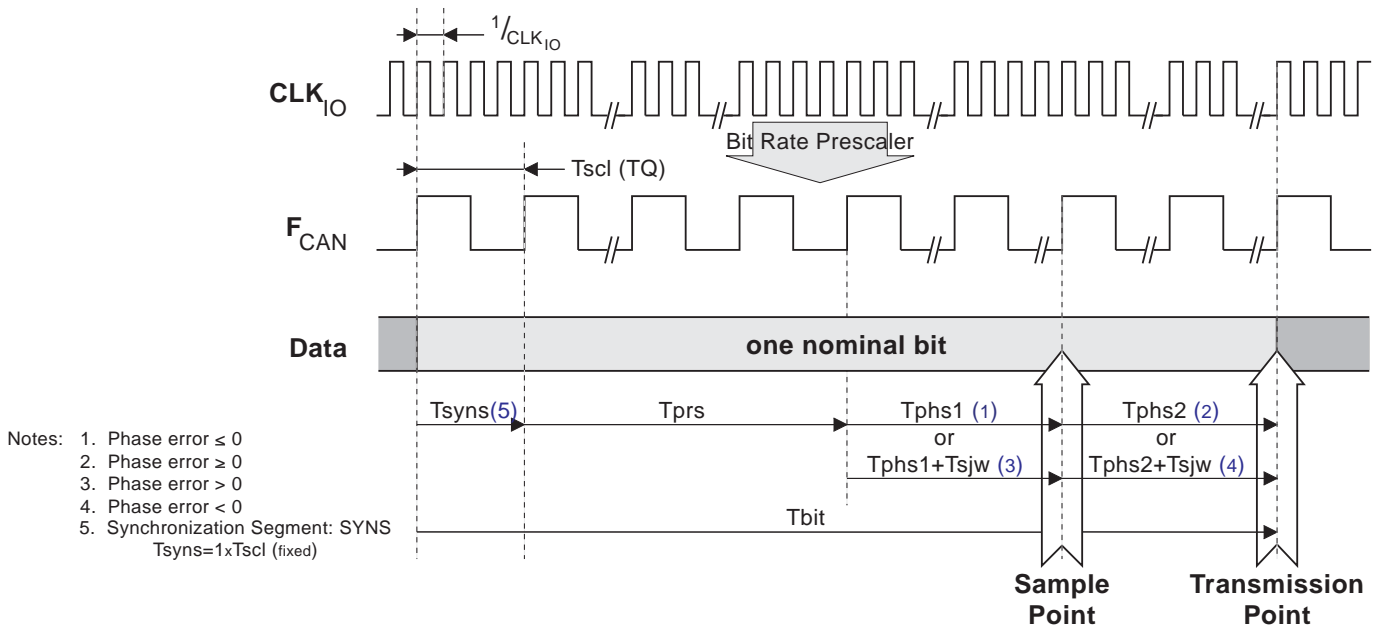 1/CLKIO
CLKIO
Bit Rate Prescaler
Tscl (TQ)
FCAN
Data
one nominal bit
Tsyns(5)
Tprs
Tphs1 (1)
Tphs2 (2)
or
or
Tphs1+Tsjw (3)
Tphs2+Tsjw (4)
Tbit
Notes: 1. Phase error ≤ 0
2. Phase error ≥ 0
3. Phase error > 0
4. Phase error < 0
5. Synchronization Segment: SYNS
Tsyns=1xTscl (fixed)
Sample
Point
Transmission
Point